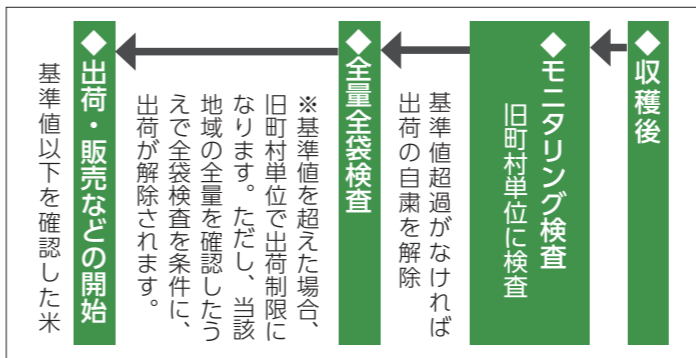 ◆収穫後
◆モニタリング検査
旧町村単位に検査
基準値超過がなければ
出荷の自粛を解除
◆全量全袋検査
※基準値を超えた場合、
旧町村単位で出荷制限に
なります。ただし、当該
地域の全量を確認したう
えで全袋検査を条件に、
出荷が解除されます。
◆出荷・販売などの開始
基準値以下を確認した米